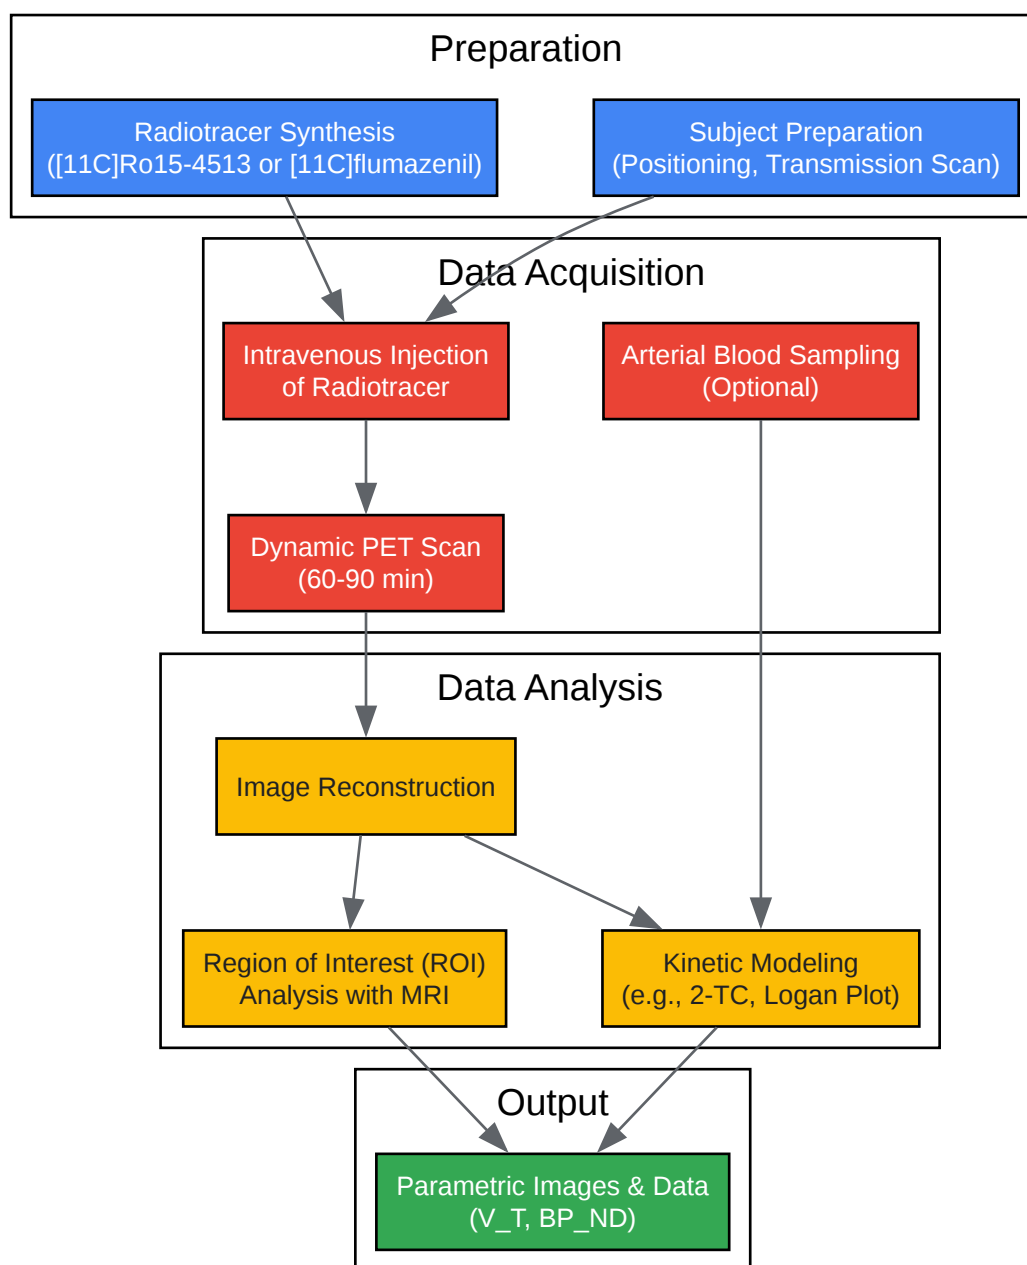 Preparation
Radiotracer Synthesis
([11C]Ro15-4513 or [11C]flumazenil)
Subject Preparation
(Positioning, Transmission Scan)
Data Acquisition
Intravenous Injection
of Radiotracer
Arterial Blood Sampling
(Optional)
Dynamic PET Scan
(60-90 min)
Data Analysis
Image Reconstruction
Region of Interest (ROI)
Analysis with MRI
Kinetic Modeling
(e.g., 2-TC, Logan Plot)
Output
Parametric Images & Data
(V_T, BP_ND)